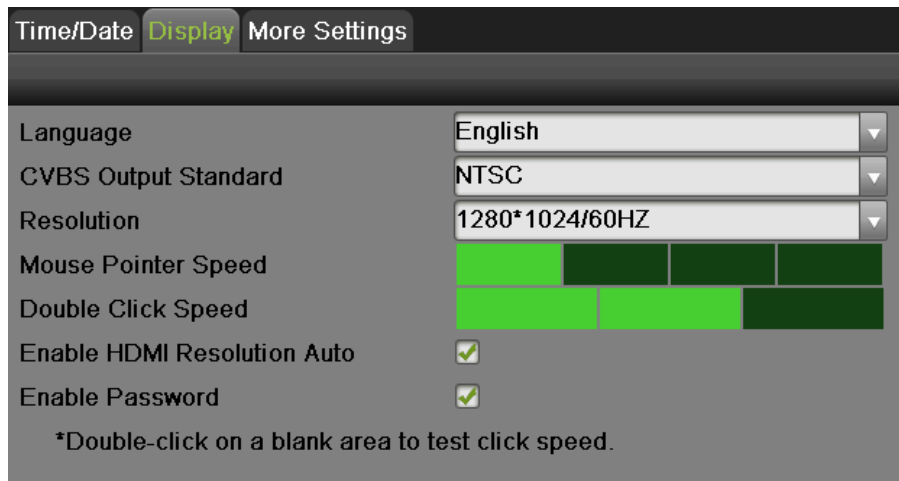 Time/Date Display More Settings
Language English
CVBS Output Standard NTSC
Resolution 1280*1024/60HZ
Mouse Pointer Speed
Double Click Speed
Enable HDMI Resolution Auto
Enable Password
*Double-click on a blank area to test click speed.